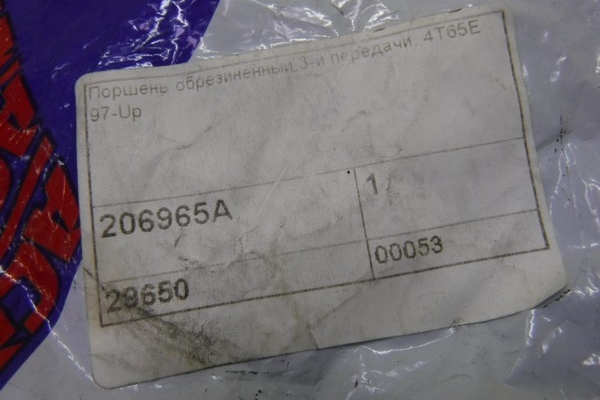 Поршень обрезиненный 3-й передачи. 4T65E
97-Up
206965A
1
28650
00053